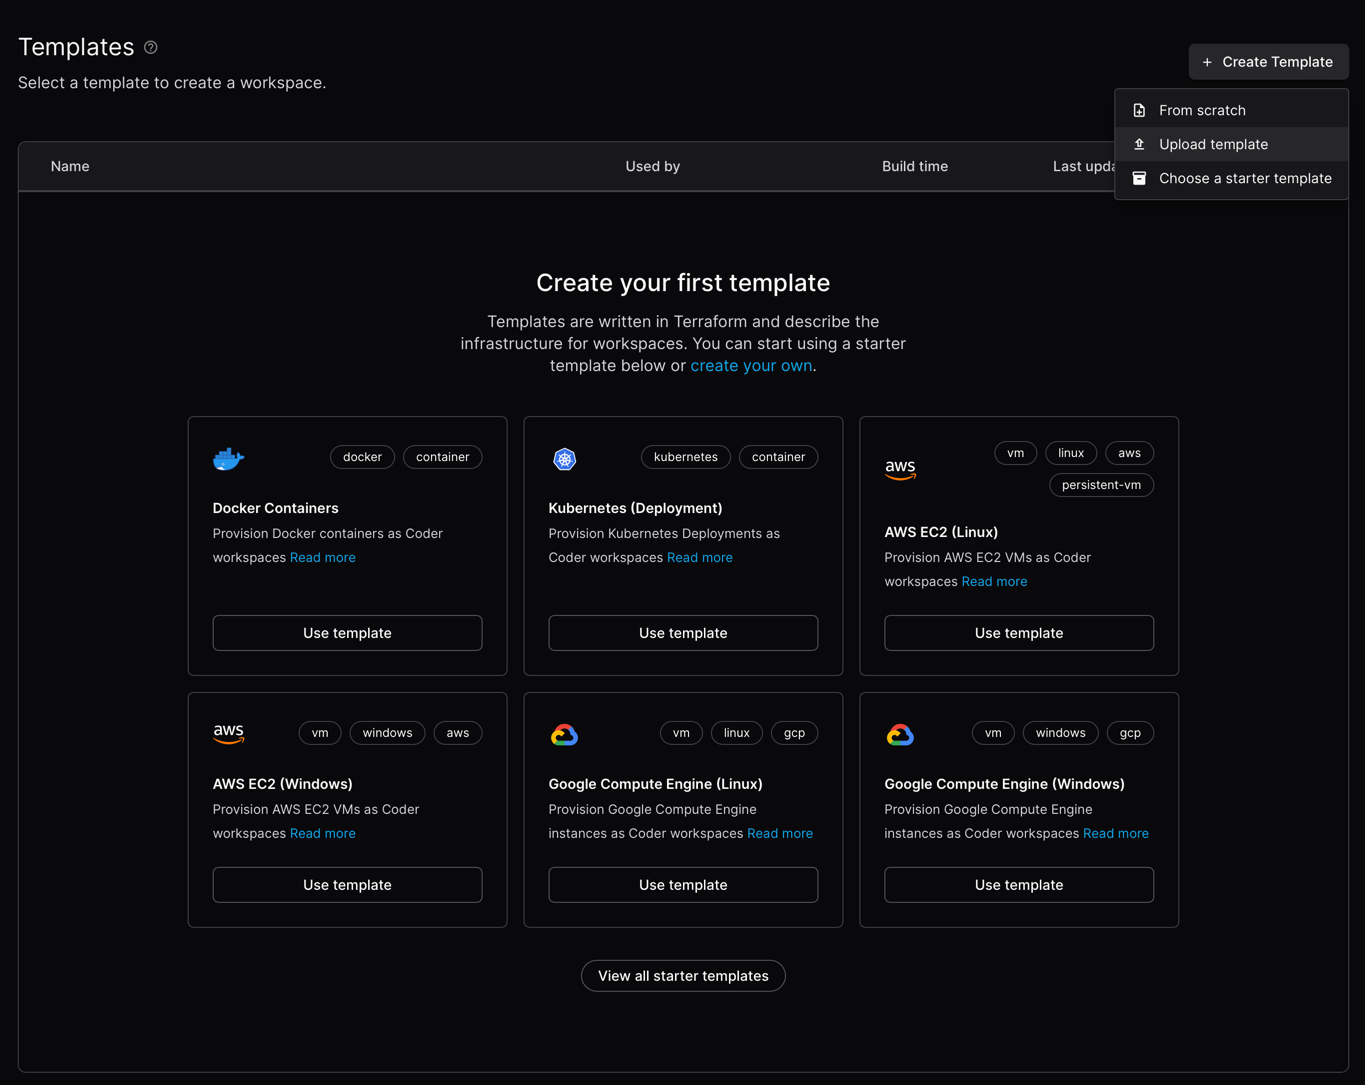 Templates
Select a template to create a workspace.
+ Create Template
From scratch
Upload template
Choose a starter template
Name
Used by
Build time
Last upda
Create your first template
Templates are written in Terraform and describe the
infrastructure for workspaces. You can start using a starter
template below or create your own.
docker
container
Docker Containers
Provision Docker containers as Coder
workspaces Read more
Use template
kubernetes
container
Kubernetes (Deployment)
Provision Kubernetes Deployments as
Coder workspaces Read more
Use template
aws
vm
linux
aws
persistent-vm
AWS EC2 (Linux)
Provision AWS EC2 VMs as Coder
workspaces Read more
Use template
aws
vm
windows
aws
AWS EC2 (Windows)
Provision AWS EC2 VMs as Coder
workspaces Read more
Use template
vm
linux
gcp
Google Compute Engine (Linux)
Provision Google Compute Engine
instances as Coder workspaces Read more
Use template
vm
windows
gcp
Google Compute Engine (Windows)
Provision Google Compute Engine
instances as Coder workspaces Read more
Use template
View all starter templates